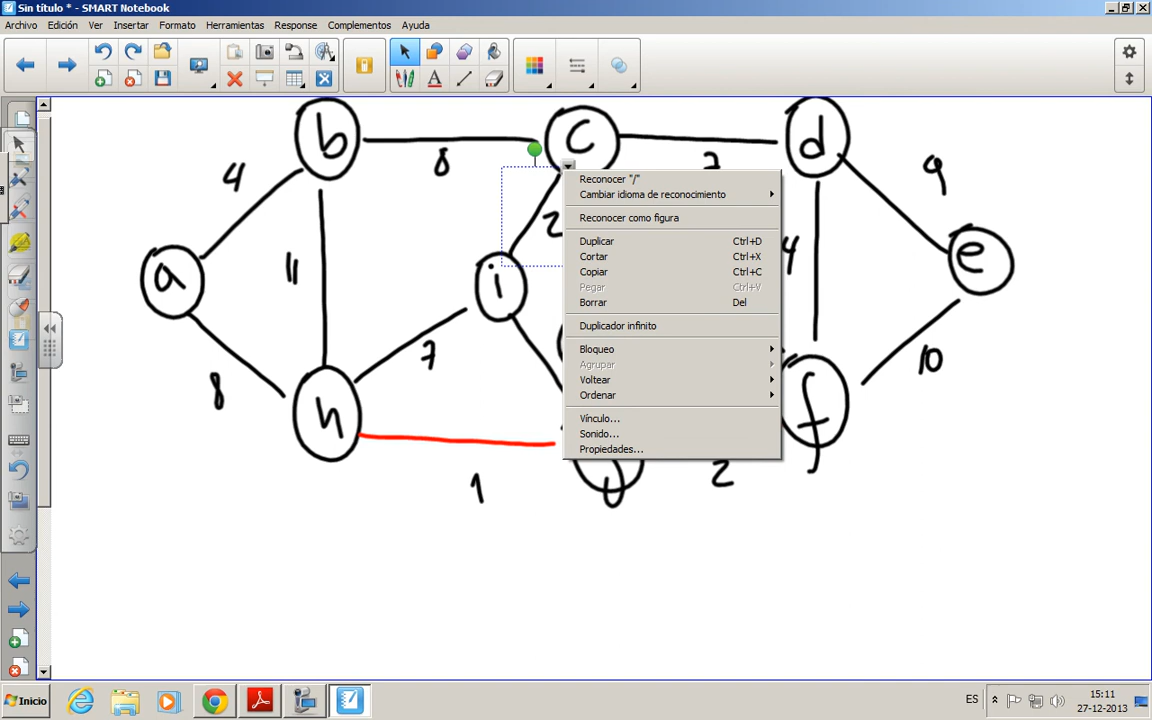 Sin título * - SMART Notebook
Archivo Edición Ver Insertar Formato Herramientas Response Complementos Ayuda
b
c
d
4
8
9
2
a
11
i
e
4
Reconocer "/"
Cambiar idioma de reconocimiento
Reconocer como figura
Duplicar Ctrl+D
Cortar Ctrl+X
Copiar Ctrl+C
Pegar Ctrl+V
Borrar Del
Duplicador infinito
Bloqueo
Agrupar
Voltear
Ordenar
Vínculo...
Sonido...
Propiedades...
7
10
8
h
f
1
2
Inicio
ES
15:11
27-12-2013